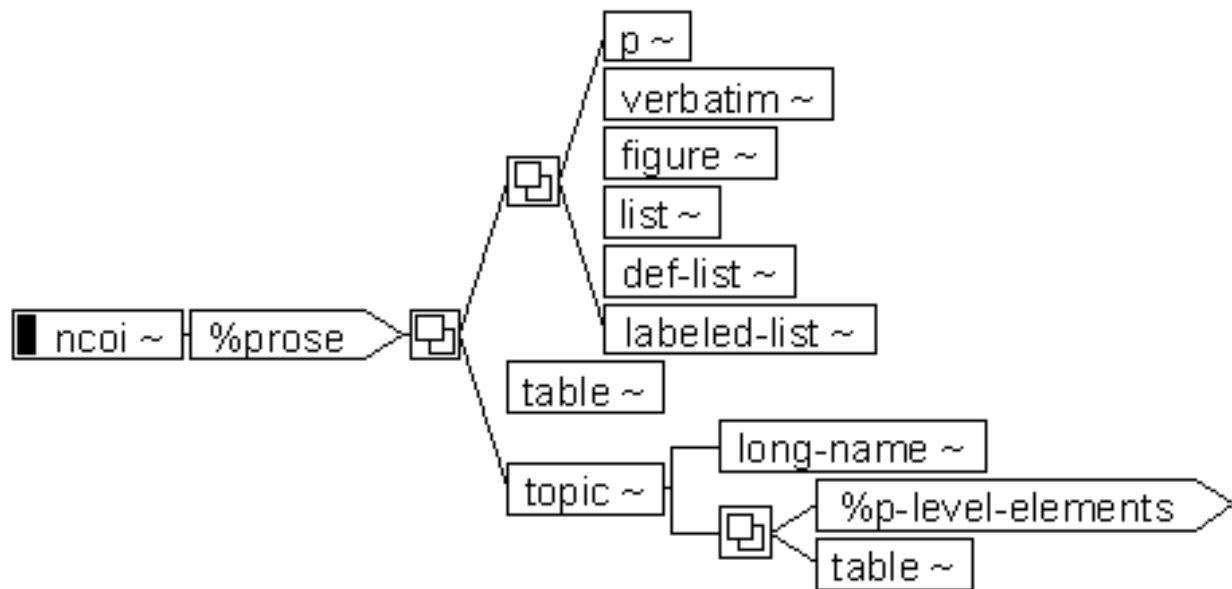 p ~
verbatim ~
figure ~
list ~
def-list ~
labeled-list ~
ncoi ~ %prose
table ~
long-name ~
topic ~
%p-level-elements
table ~